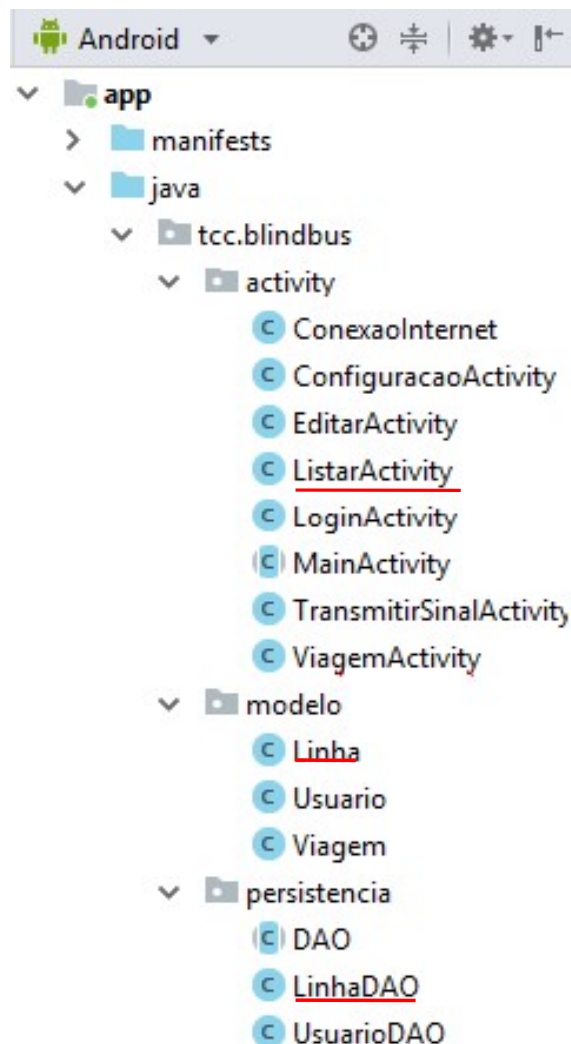 Android
app
manifests
java
tcc.blindbus
activity
C ConexaoInternet
C ConfiguracaoActivity
C EditarActivity
C ListarActivity
C LoginActivity
C MainActivity
C TransmitirSinalActivity
C ViagemActivity
modelo
C Linha
C Usuario
C Viagem
persistencia
C DAO
C LinhaDAO
C UsuarioDAO